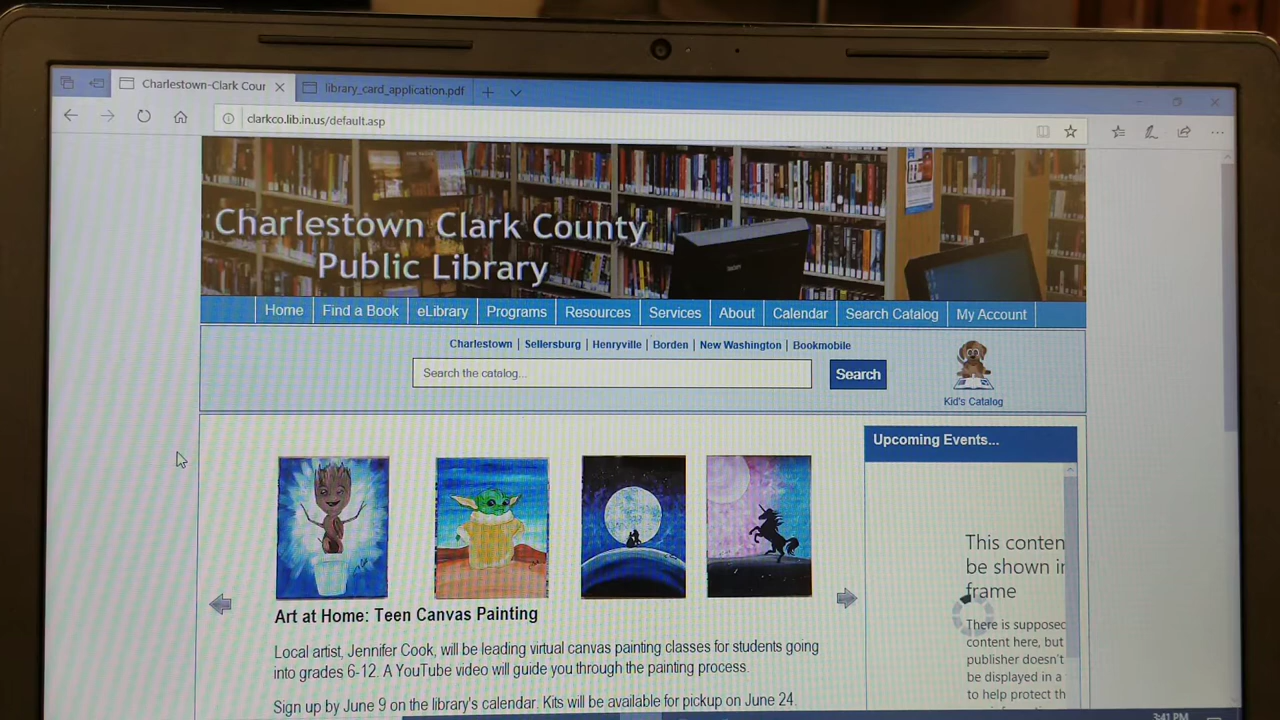 Charlestown-Clark Cour
library_card_application.pdf
clarkco.lib.in.us/default.asp
Charlestown Clark County
Public Library
Home
Find a Book
eLibrary
Programs
Resources
Services
About
Calendar
Search Catalog
My Account
Charlestown | Sellersburg | Henryville | Borden | New Washington | Bookmobile
Search the catalog...
Search
Kid's Catalog
Upcoming Events...
This conten
be shown in
frame
There is supposed
content here, but
publisher doesn't
be displayed in a
to help protect th
Art at Home: Teen Canvas Painting
Local artist, Jennifer Cook, will be leading virtual canvas painting classes for students going
into grades 6-12. A YouTube video will guide you through the painting process.
Sign up by June 9 on the library's calendar. Kits will be available for pickup on June 24.
3:41 PM